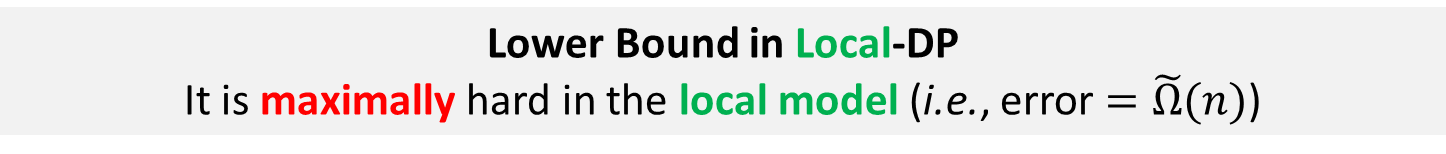 Lower Bound in Local-DP
It is maximally hard in the local model (i.e., error = Ω̃(n))